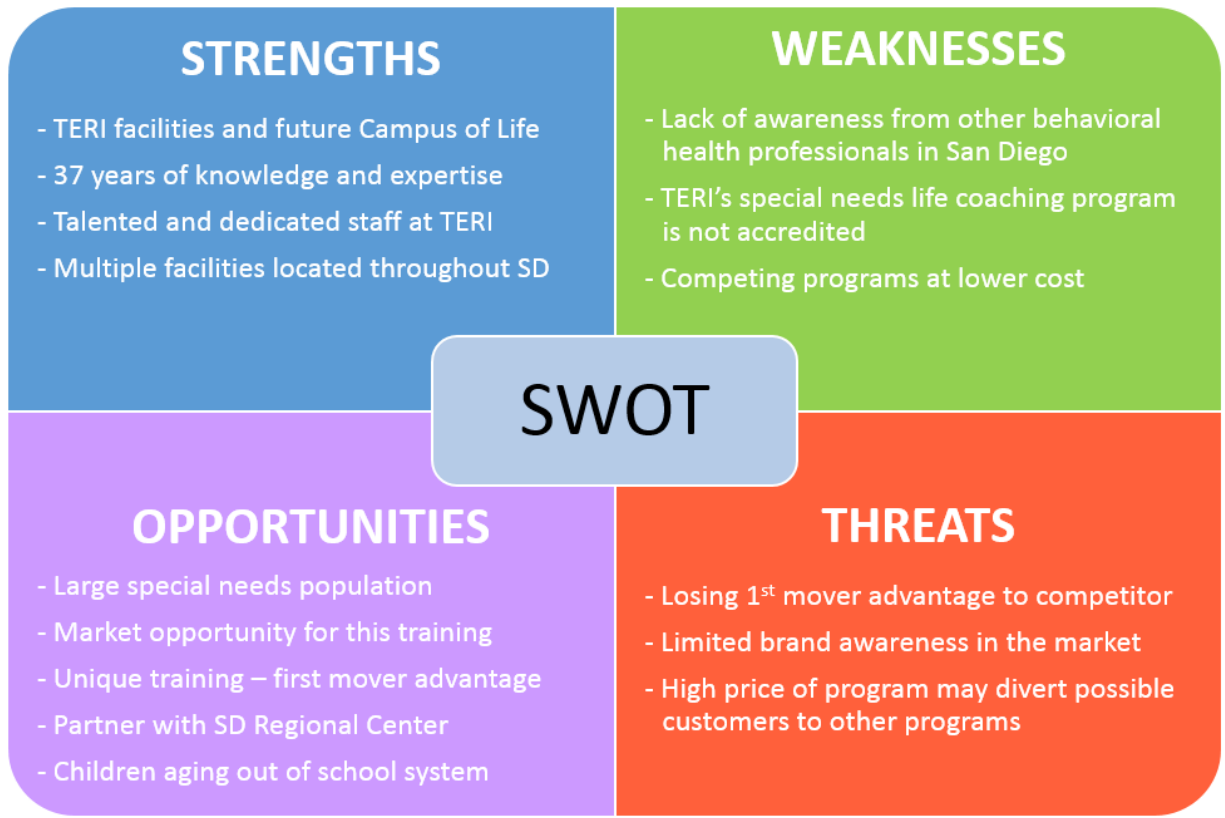 STRENGTHS
- TERI facilities and future Campus of Life
- 37 years of knowledge and expertise
- Talented and dedicated staff at TERI
- Multiple facilities located throughout SD
WEAKNESSES
- Lack of awareness from other behavioral
health professionals in San Diego
- TERI’s special needs life coaching program
is not accredited
- Competing programs at lower cost
SWOT
OPPORTUNITIES
- Large special needs population
- Market opportunity for this training
- Unique training – first mover advantage
- Partner with SD Regional Center
- Children aging out of school system
THREATS
- Losing 1st mover advantage to competitor
- Limited brand awareness in the market
- High price of program may divert possible
customers to other programs